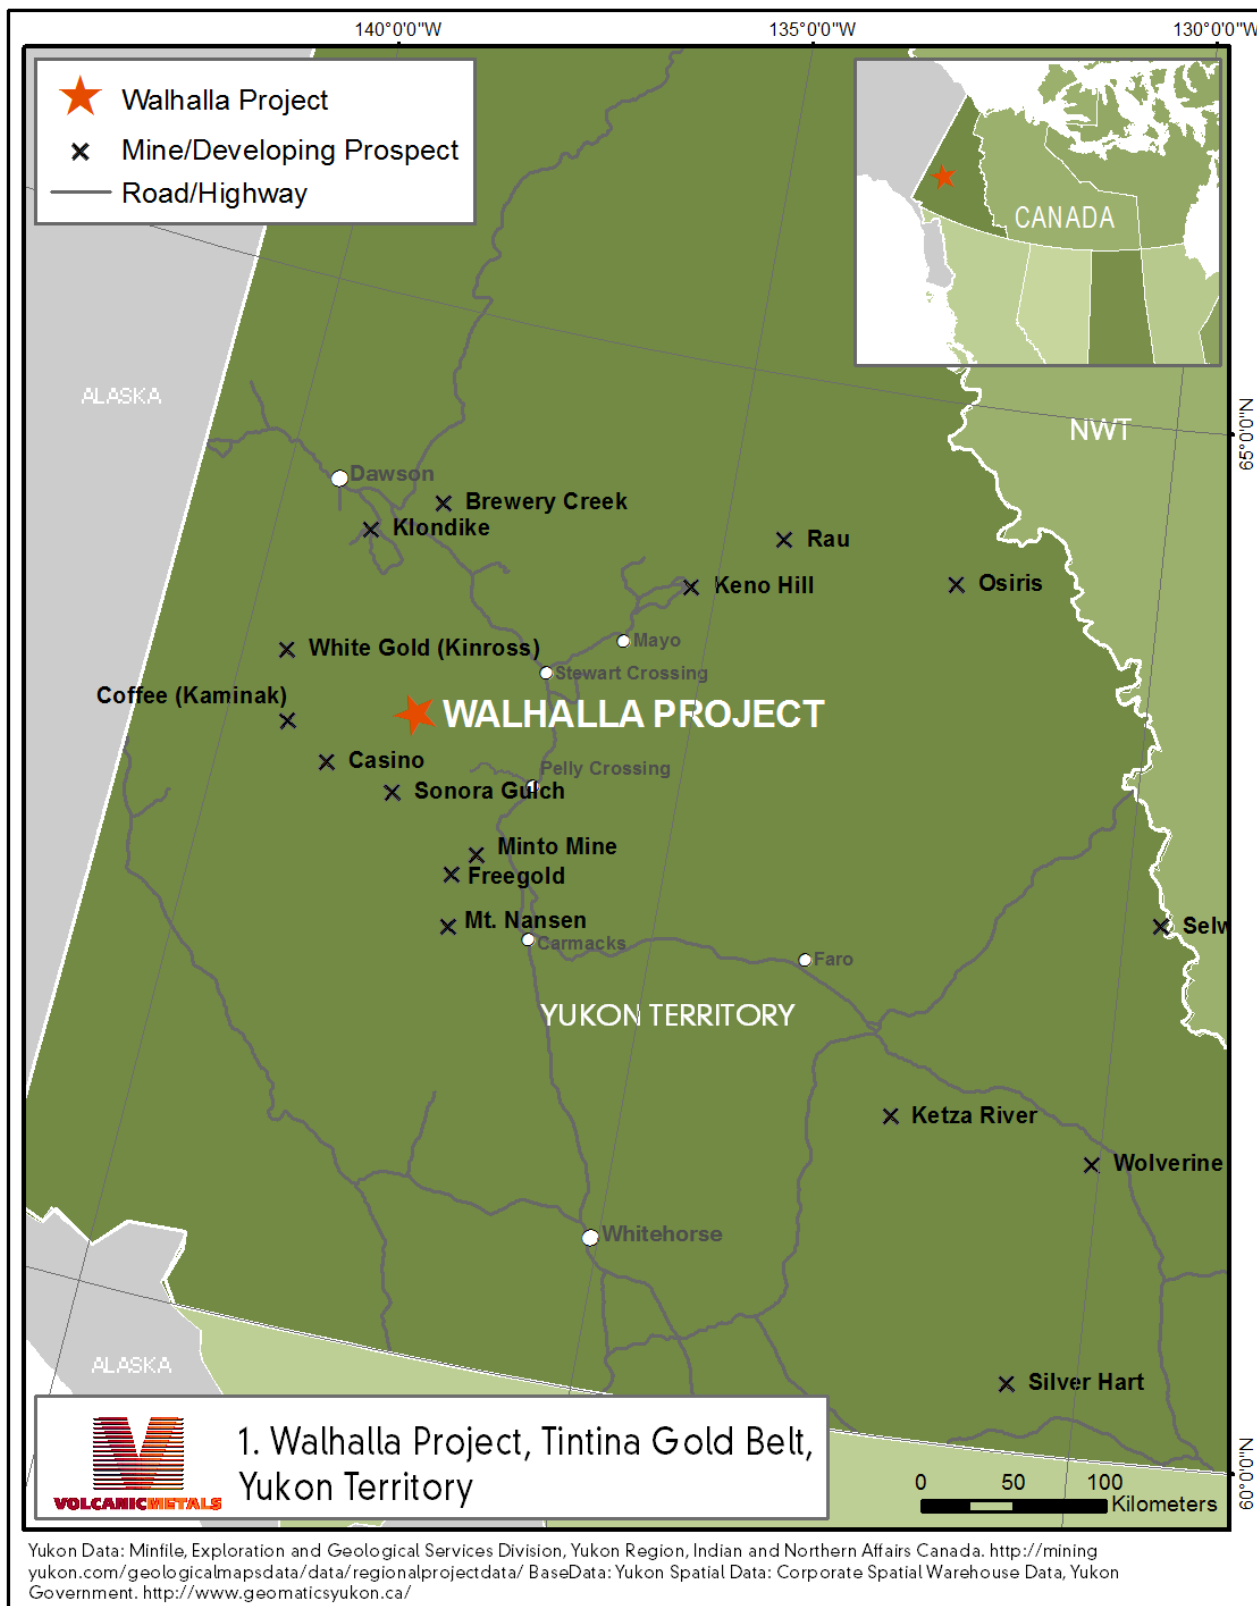 140°0'0"W 135°0'0"W 130°0'0"W
Walhalla Project
Mine/Developing Prospect
Road/Highway
CANADA
ALASKA
NWT
65°0'0"N
Dawson
Brewery Creek
Klondike
Rau
Keno Hill
Osiris
Mayo
White Gold (Kinross)
Stewart Crossing
Coffee (Kaminak)
WALHALLA PROJECT
Casino
Pelly Crossing
Sonora Gulch
Minto Mine
Freegold
Mt. Nansen
Selw
Carmacks
Faro
YUKON TERRITORY
Ketza River
Wolverine
Whitehorse
ALASKA
Silver Hart
VOLCANICMETALS
1. Walhalla Project, Tintina Gold Belt,
Yukon Territory
0 50 100
Kilometers
60°0'0"N
Yukon Data: Minfile, Exploration and Geological Services Division, Yukon Region, Indian and Northern Affairs Canada. http://mining
yukon.com/geologicalmapsdata/data/regionalprojectdata/ BaseData: Yukon Spatial Data: Corporate Spatial Warehouse Data, Yukon
Government. http://www.geomaticsyukon.ca/